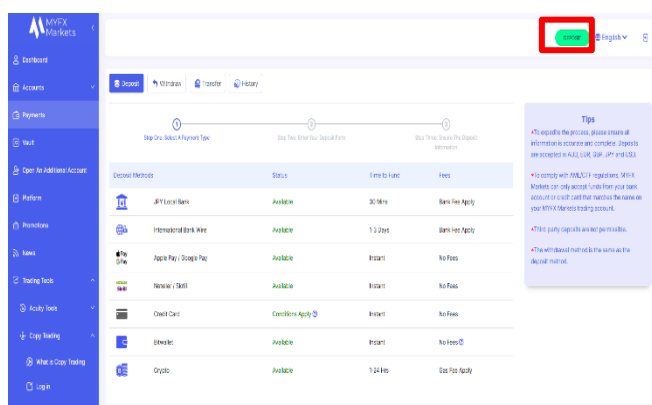 MYFX
Markets
DEPOSIT
English
Dashboard
Accounts
Payments
Vault
Open An Additional Account
Platform
Promotions
News
Trading Tools
Acuity Tools
Copy Trading
What is Copy Trading
Log in
Deposit
Withdraw
Transfer
History
1
2
3
Step One: Select A Payment Type
Step Two: Enter Your Deposit Form
Step Three: Ensure The Deposit
Information
Deposit Methods Status Time to Fund Fees
JPY Local Bank Available 30 Mins Bank Fee Apply
International Bank Wire Available 1-3 Days Bank Fee Apply
Pay
G Pay
Apple Pay / Google Pay Available Instant No Fees
Skrill
Neteller / Skrill Available Instant No Fees
Credit Card Conditions Apply Instant No Fees
Bitwallet Available Instant No Fees
Crypto Available 1-24 Hrs Gas Fee Apply
Tips
*To expedite the process, please ensure all
information is accurate and complete. Deposits
are accepted in AUD, EUR, GBP, JPY and USD.
*To comply with AML/CTF regulations, MYFX
Markets can only accept funds from your bank
account or credit card that matches the name on
your MYFX Markets trading account.
*Third-party deposits are not permissible.
*The withdrawal method is the same as the
deposit method.